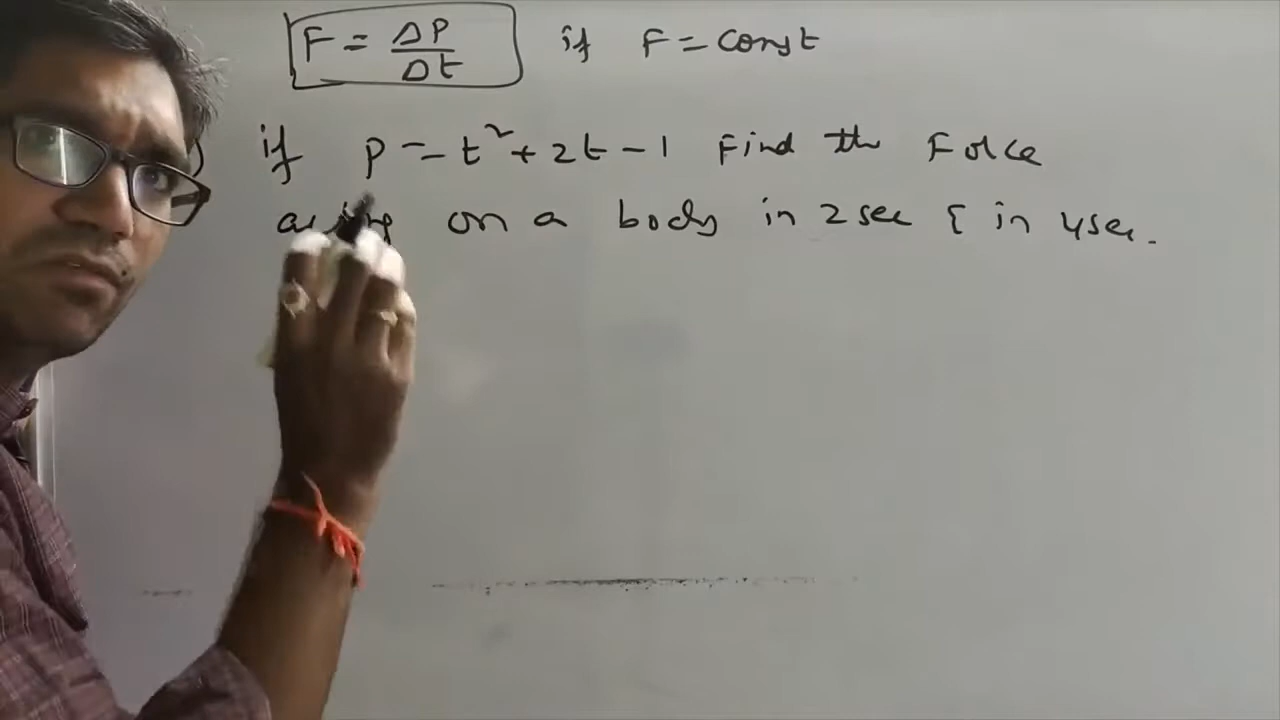 F = ΔP/Δt if F = const
) if P = t² + 2t - 1 Find the Force
on a body in 2 sec { in 4 sec.